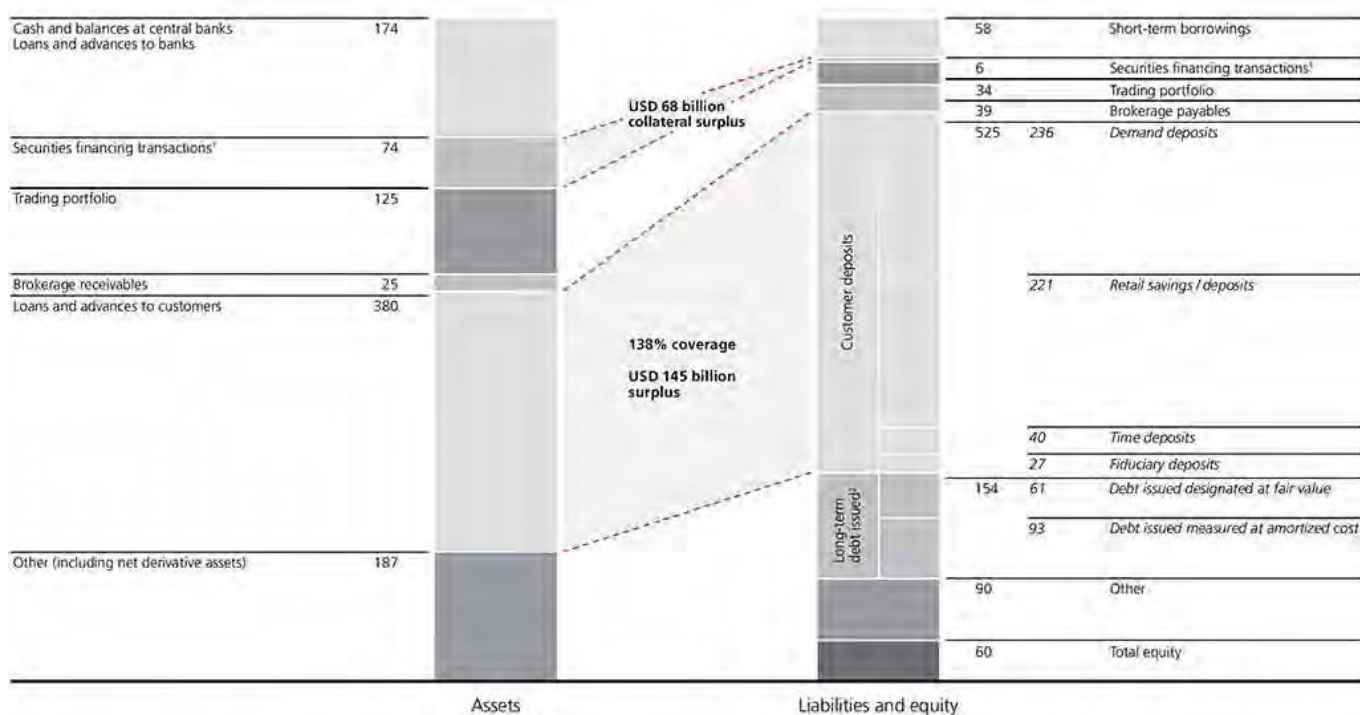 Cash and balances at central banks 174
Loans and advances to banks
Securities financing transactions¹ 74
Trading portfolio 125
Brokerage receivables 25
Loans and advances to customers 380
Other (including net derivative assets) 187
USD 68 billion
collateral surplus
138% coverage
USD 145 billion
surplus
Customer deposits
Long-term
debt issued²
58 Short-term borrowings
6 Securities financing transactions¹
34 Trading portfolio
39 Brokerage payables
525 236 Demand deposits
221 Retail savings / deposits
40 Time deposits
27 Fiduciary deposits
154 61 Debt issued designated at fair value
93 Debt issued measured at amortized cost
90 Other
60 Total equity
Assets
Liabilities and equity